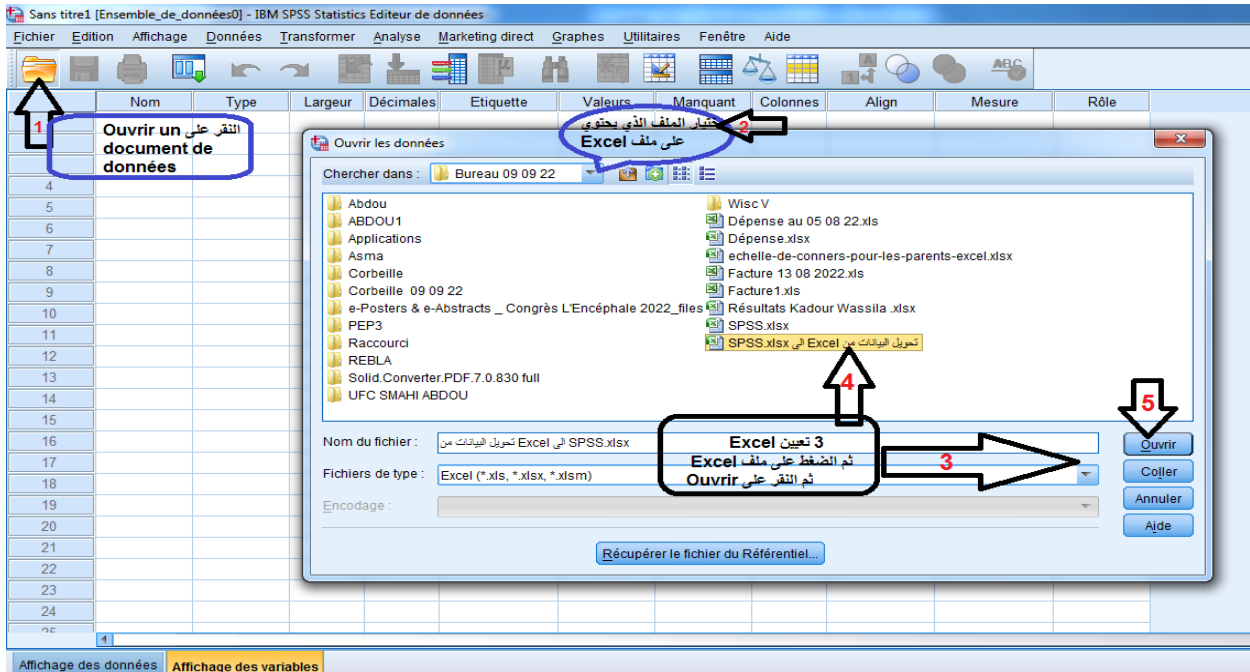 Sans titre1 [Ensemble_de_données0] - IBM SPSS Statistics Editeur de données
Fichier Edition Affichage Données Transformer Analyse Marketing direct Graphes Utilitaires Fenêtre Aide
Nom Type Largeur Décimales Etiquette Valeurs Manquant Colonnes Align Mesure Rôle
1
النقر على Ouvrir un
document de
données
2
الملف الذي يحتوي
على ملف Excel
Ouvrir les données
Chercher dans : Bureau 09 09 22
Abdou
ABDOU1
Applications
Asma
Corbeille
Corbeille 09 09 22
e-Posters & e-Abstracts _ Congrès L'Encéphale 2022_files
PEP3
Raccourci
REBLA
Solid.Converter.PDF.7.0.830 full
UFC SMAHI ABDOU
Wisc V
Dépense au 05 08 22.xls
Dépense.xlsx
echelle-de-conners-pour-les-parents-excel.xlsx
Facture 13 08 2022.xls
Facture1.xls
Résultats Kadour Wassila .xlsx
SPSS.xlsx
تحويل البيانات من Excel الى SPSS.xlsx
4
5
Nom du fichier : تحويل البيانات من Excel الى SPSS.xlsx
Fichiers de type : Excel (*.xls, *.xlsx, *.xlsm)
Encodage :
3 تعيين Excel
ثم الضغط على ملف Excel
ثم النقر على Ouvrir
3
Ouvrir
Coller
Annuler
Aide
Récupérer le fichier du Référentiel...
4
5
6
7
8
9
10
11
12
13
14
15
16
17
18
19
20
21
22
23
24
Affichage des données Affichage des variables